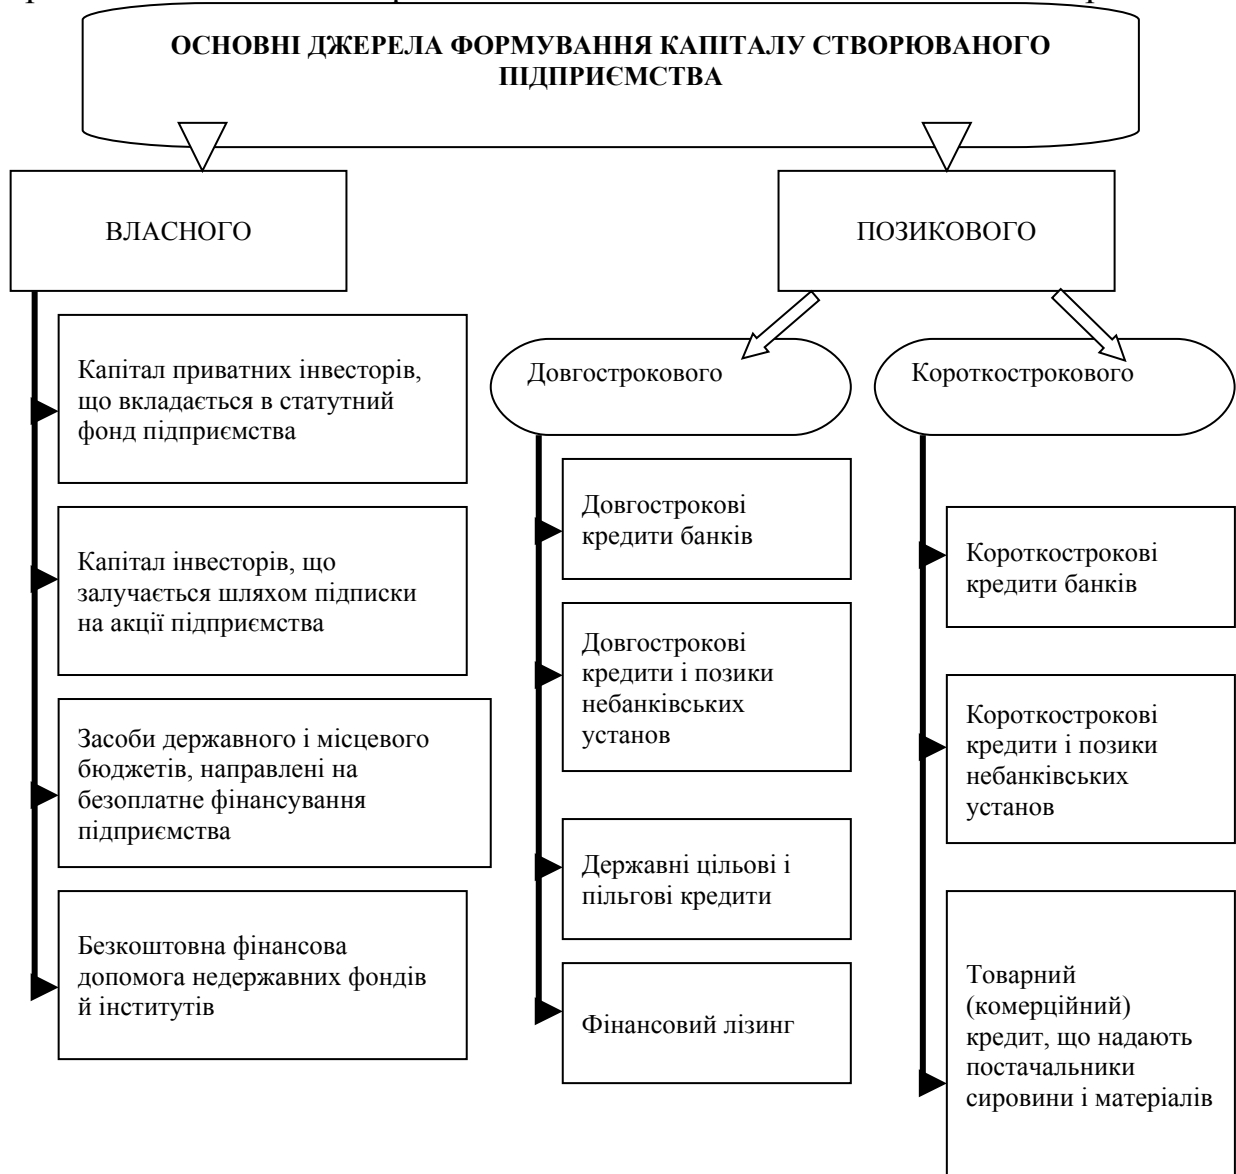 ОСНОВНІ ДЖЕРЕЛА ФОРМУВАННЯ КАПІТАЛУ СТВОРЮВАНОГО
ПІДПРИЄМСТВА
ВЛАСНОГО
ПОЗИКОВОГО
Капітал приватних інвесторів,
що вкладається в статутний
фонд підприємства
Капітал інвесторів, що
залучається шляхом підписки
на акції підприємства
Засоби державного і місцевого
бюджетів, направлені на
безоплатне фінансування
підприємства
Безкоштовна фінансова
допомога недержавних фондів
й інститутів
Довгострокового
Довгострокові
кредити банків
Довгострокові
кредити і позики
небанківських
установ
Державні цільові і
пільгові кредити
Фінансовий лізинг
Короткострокового
Короткострокові
кредити банків
Короткострокові
кредити і позики
небанківських
установ
Товарний
(комерційний)
кредит, що надають
постачальники
сировини і матеріалів